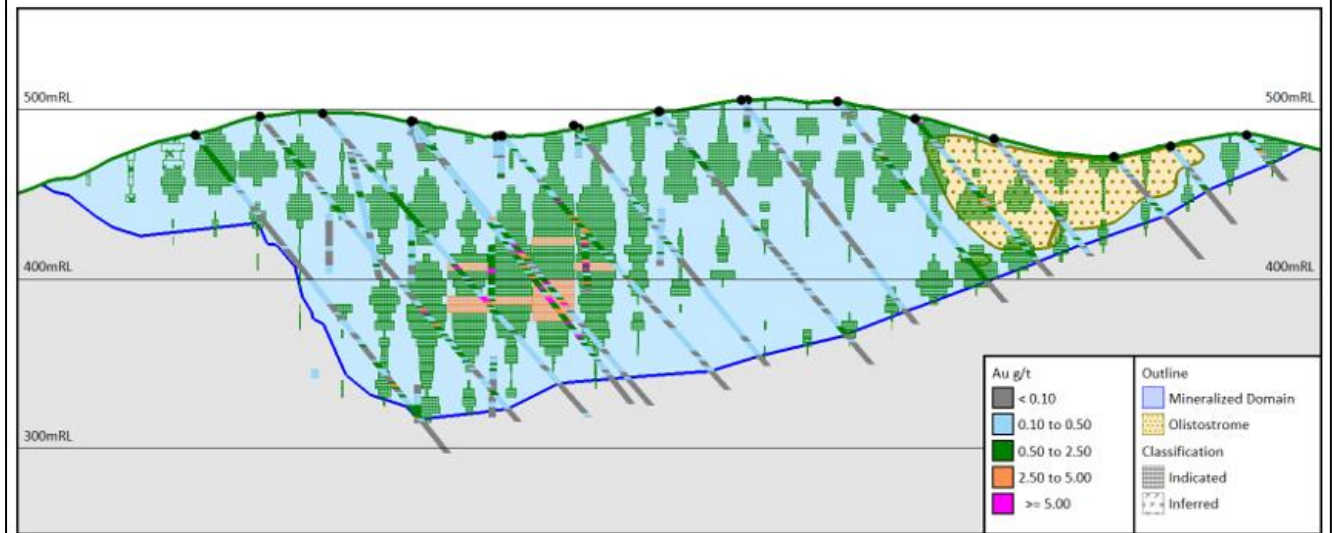 500mRL
500mRL
400mRL
400mRL
300mRL
Au g/t
< 0.10
0.10 to 0.50
0.50 to 2.50
2.50 to 5.00
>= 5.00
Outline
Mineralized Domain
Olistostrome
Classification
Indicated
Inferred